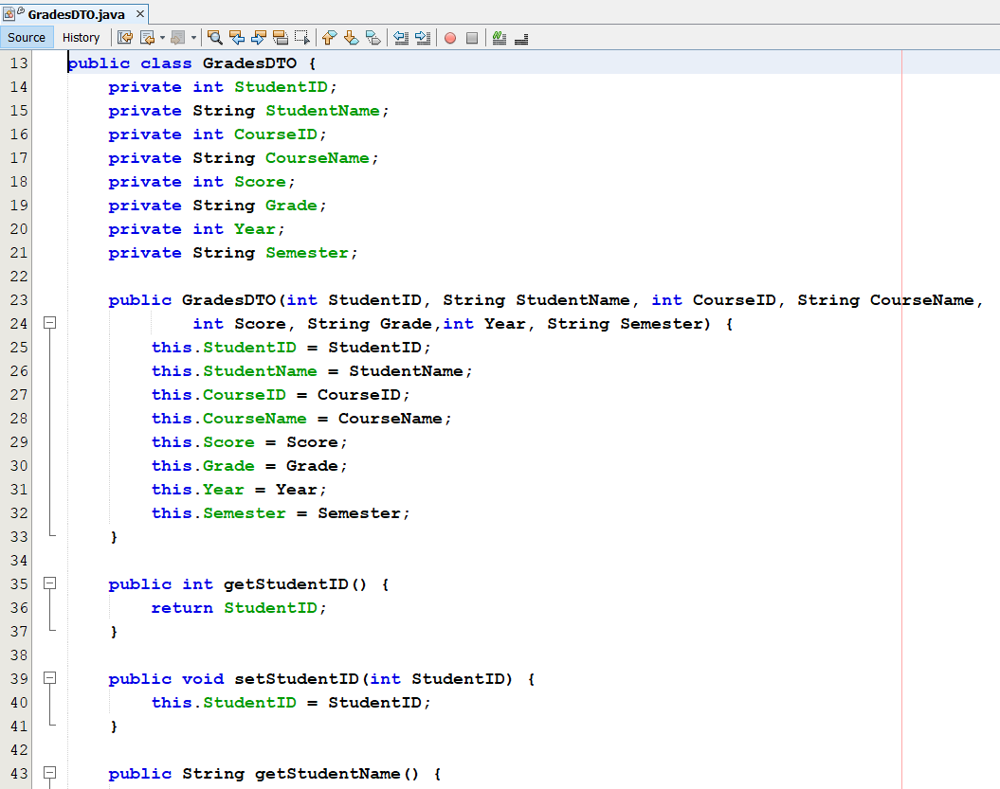 GradesDTO.java
Source History
13 public class GradesDTO {
14 private int StudentID;
15 private String StudentName;
16 private int CourseID;
17 private String CourseName;
18 private int Score;
19 private String Grade;
20 private int Year;
21 private String Semester;
22
23 public GradesDTO(int StudentID, String StudentName, int CourseID, String CourseName,
24 int Score, String Grade,int Year, String Semester) {
25 this.StudentID = StudentID;
26 this.StudentName = StudentName;
27 this.CourseID = CourseID;
28 this.CourseName = CourseName;
29 this.Score = Score;
30 this.Grade = Grade;
31 this.Year = Year;
32 this.Semester = Semester;
33 }
34
35 public int getStudentID() {
36 return StudentID;
37 }
38
39 public void setStudentID(int StudentID) {
40 this.StudentID = StudentID;
41 }
42
43 public String getStudentName() {